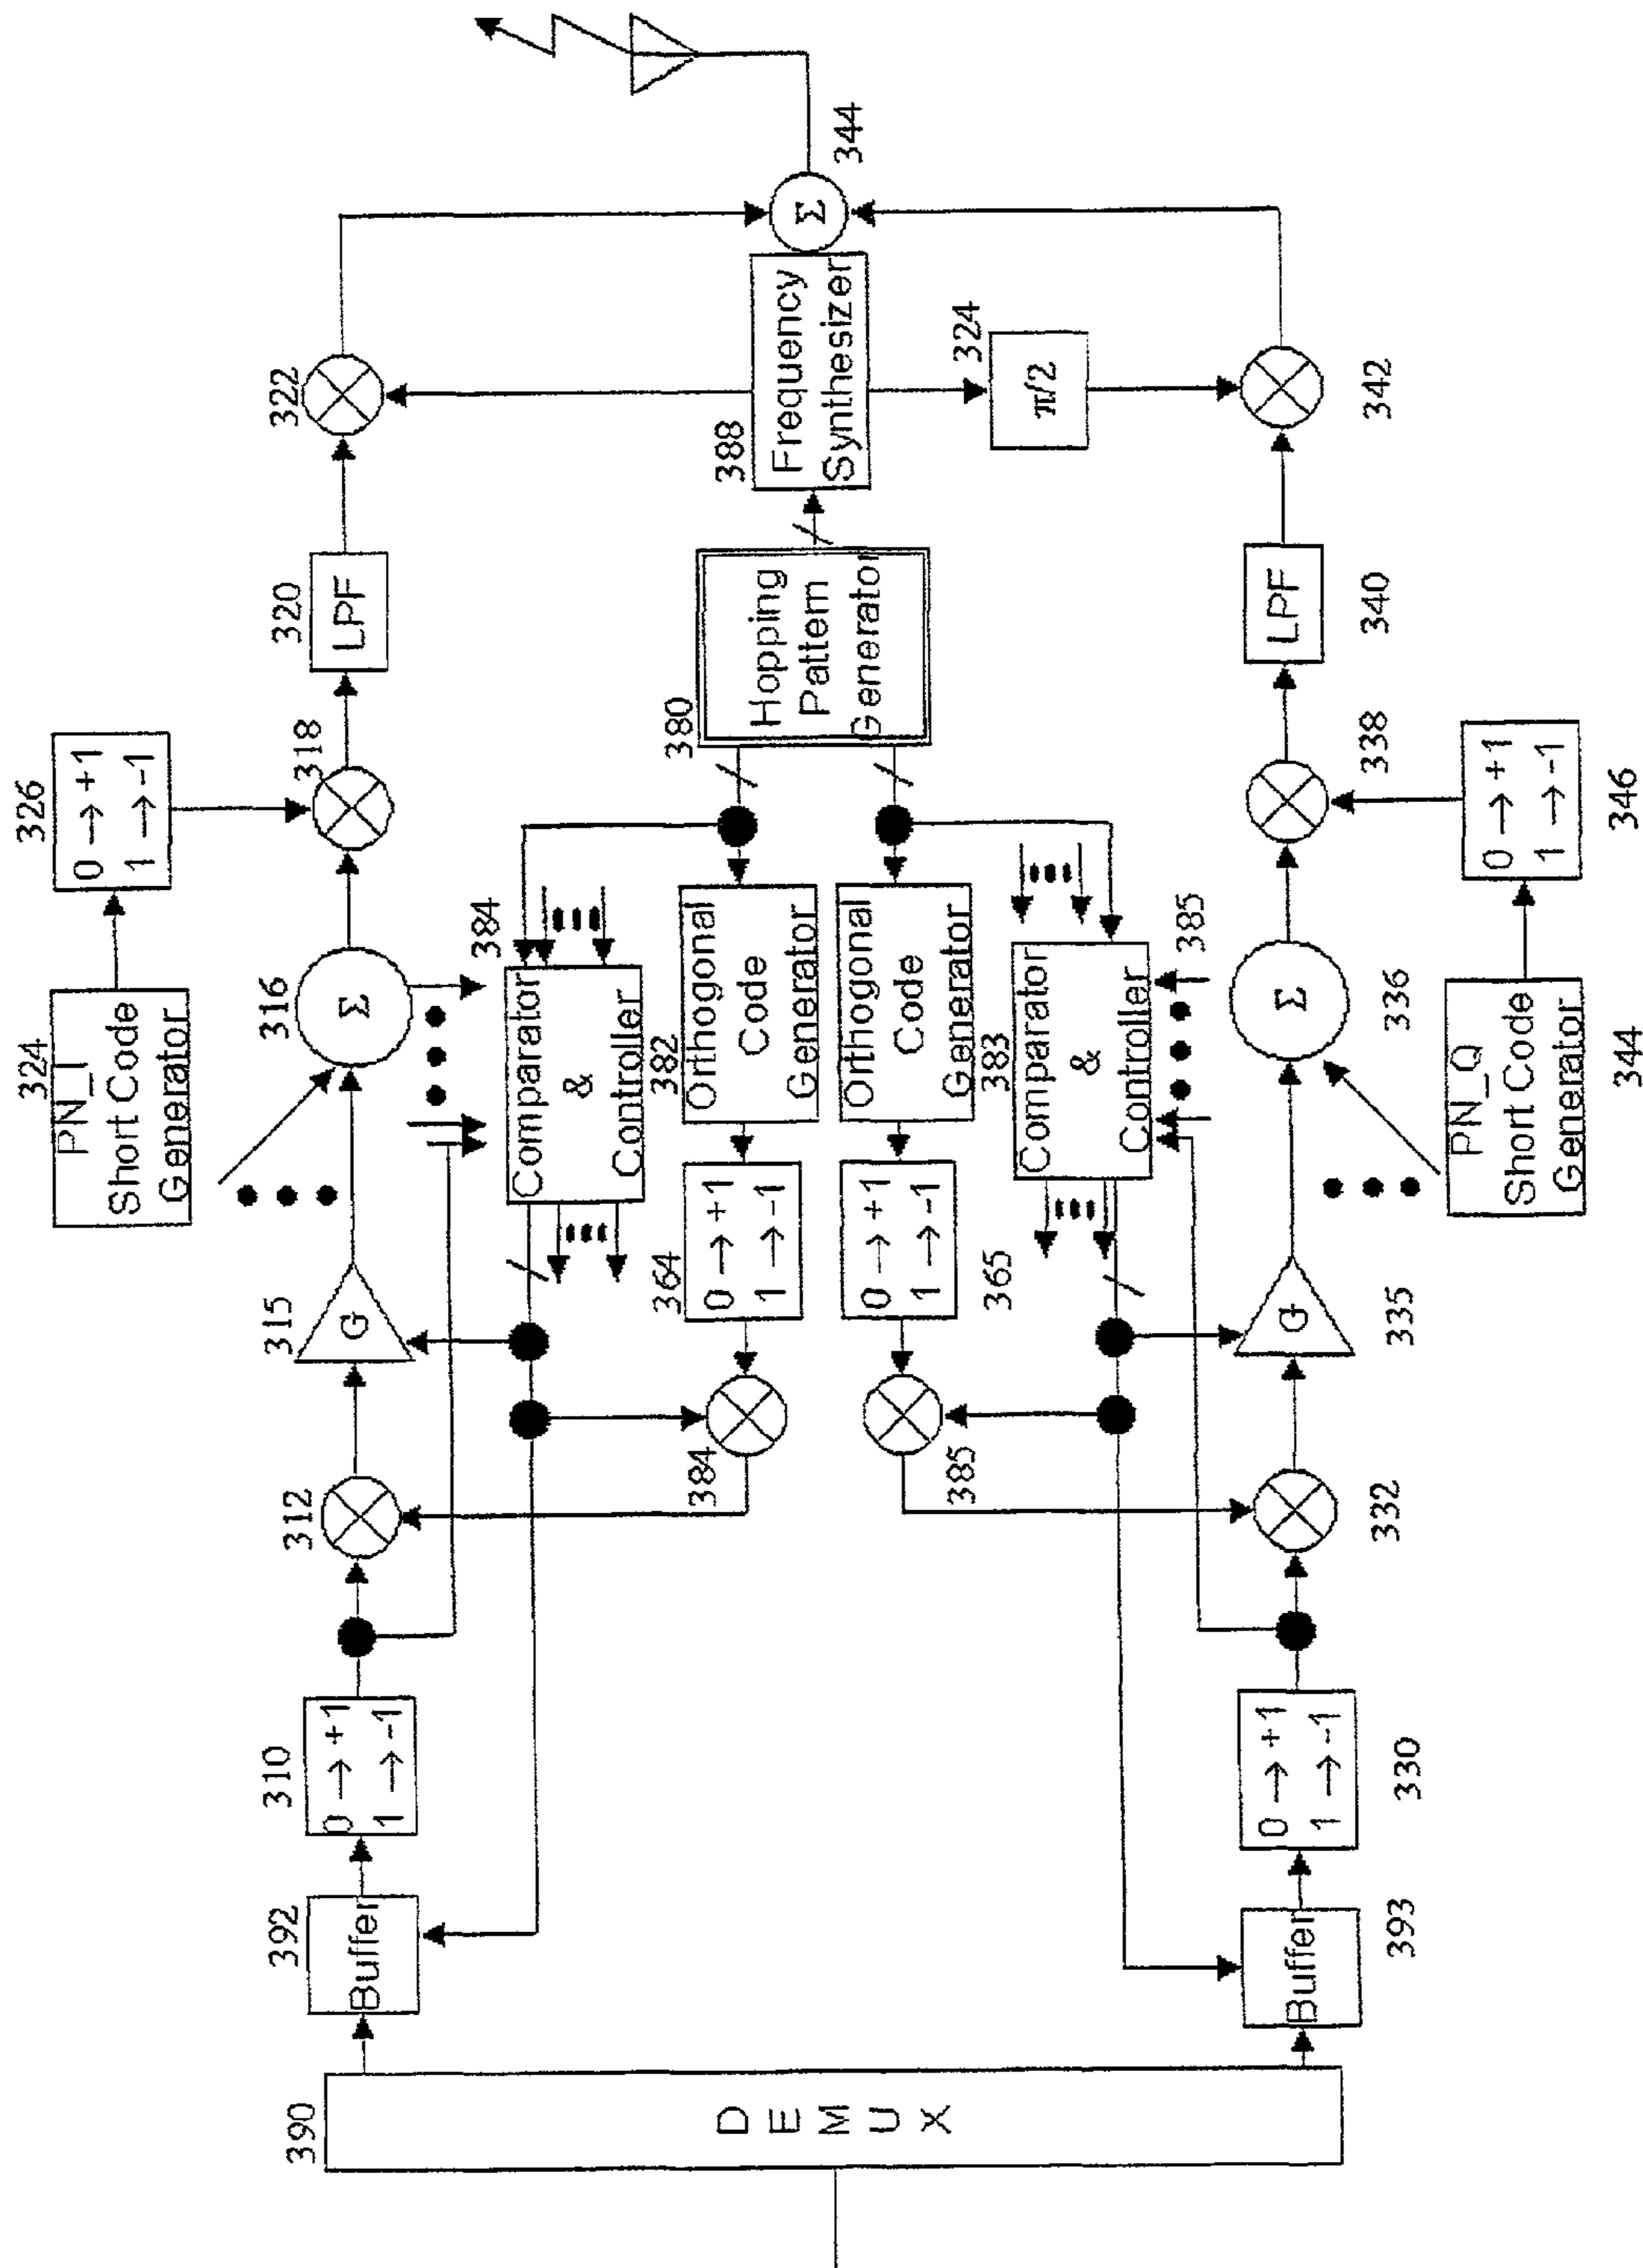 390
D
E
M
U
X
392
Buffer
310
0 → +1
1 → -1
312
315
G
316
Σ
324
PN_I
Short Code
Generator
326
0 → +1
1 → -1
318
320
LPF
322
384
Comparator
&
Controller
382
Orthogonal
Code
Generator
364
0 → +1
1 → -1
384
380
Hopping
Pattern
Generator
388
Frequency
Synthesizer
Σ
344
324
π/2
Orthogonal
Code
Generator
383
0 → +1
1 → -1
365
385
Comparator
&
Controller
385
393
Buffer
330
0 → +1
1 → -1
332
335
G
336
Σ
344
PN_Q
Short Code
Generator
346
0 → +1
1 → -1
338
340
LPF
342